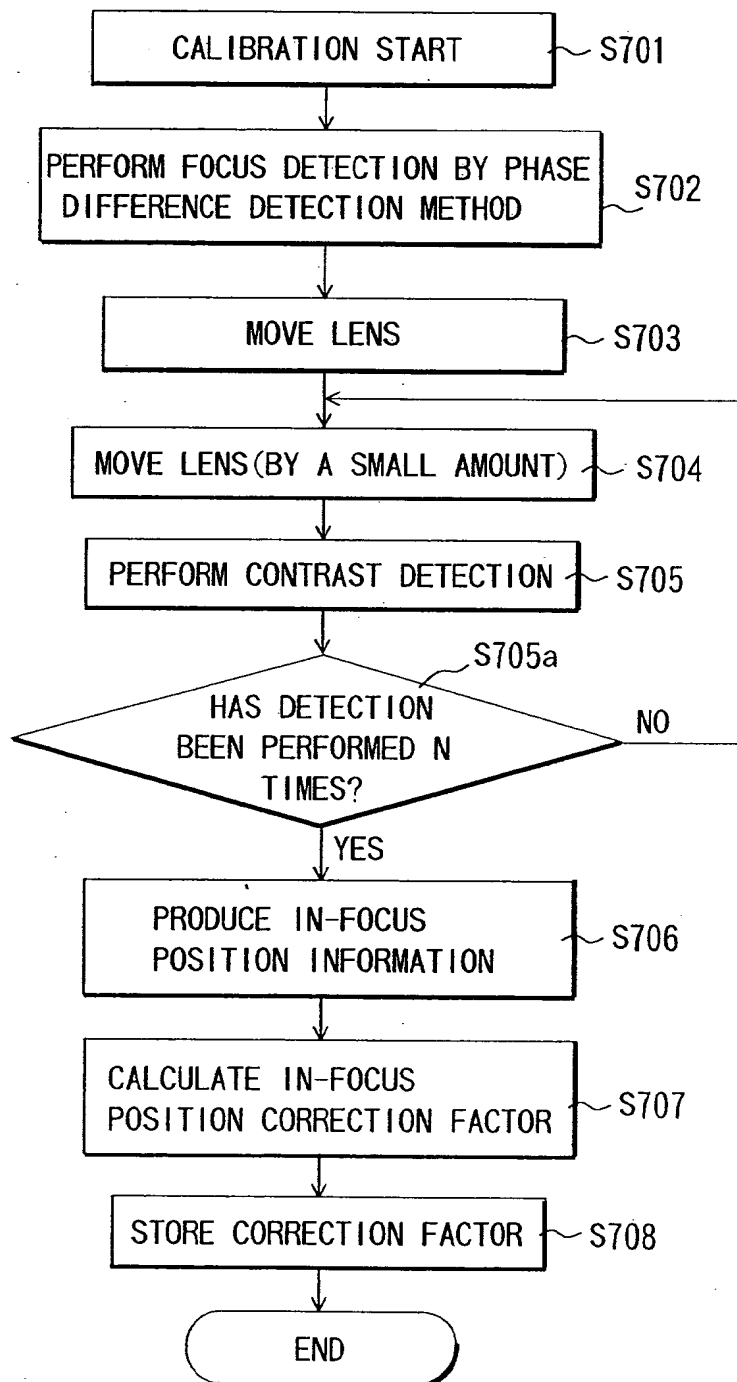 CALIBRATION START
S701
PERFORM FOCUS DETECTION BY PHASE
DIFFERENCE DETECTION METHOD
S702
MOVE LENS
S703
MOVE LENS(BY A SMALL AMOUNT)
S704
PERFORM CONTRAST DETECTION
S705
S705a
HAS DETECTION
BEEN PERFORMED N
TIMES?
NO
YES
PRODUCE IN-FOCUS
POSITION INFORMATION
S706
CALCULATE IN-FOCUS
POSITION CORRECTION FACTOR
S707
STORE CORRECTION FACTOR
S708
END